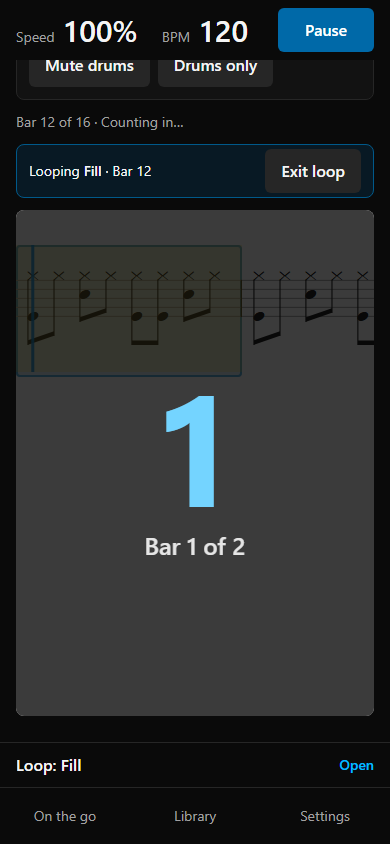 Speed 100% BPM 120 Pause
Mute drums Drums only
Bar 12 of 16 · Counting in...
Looping Fill · Bar 12 Exit loop
1
Bar 1 of 2
Loop: Fill Open
On the go Library Settings